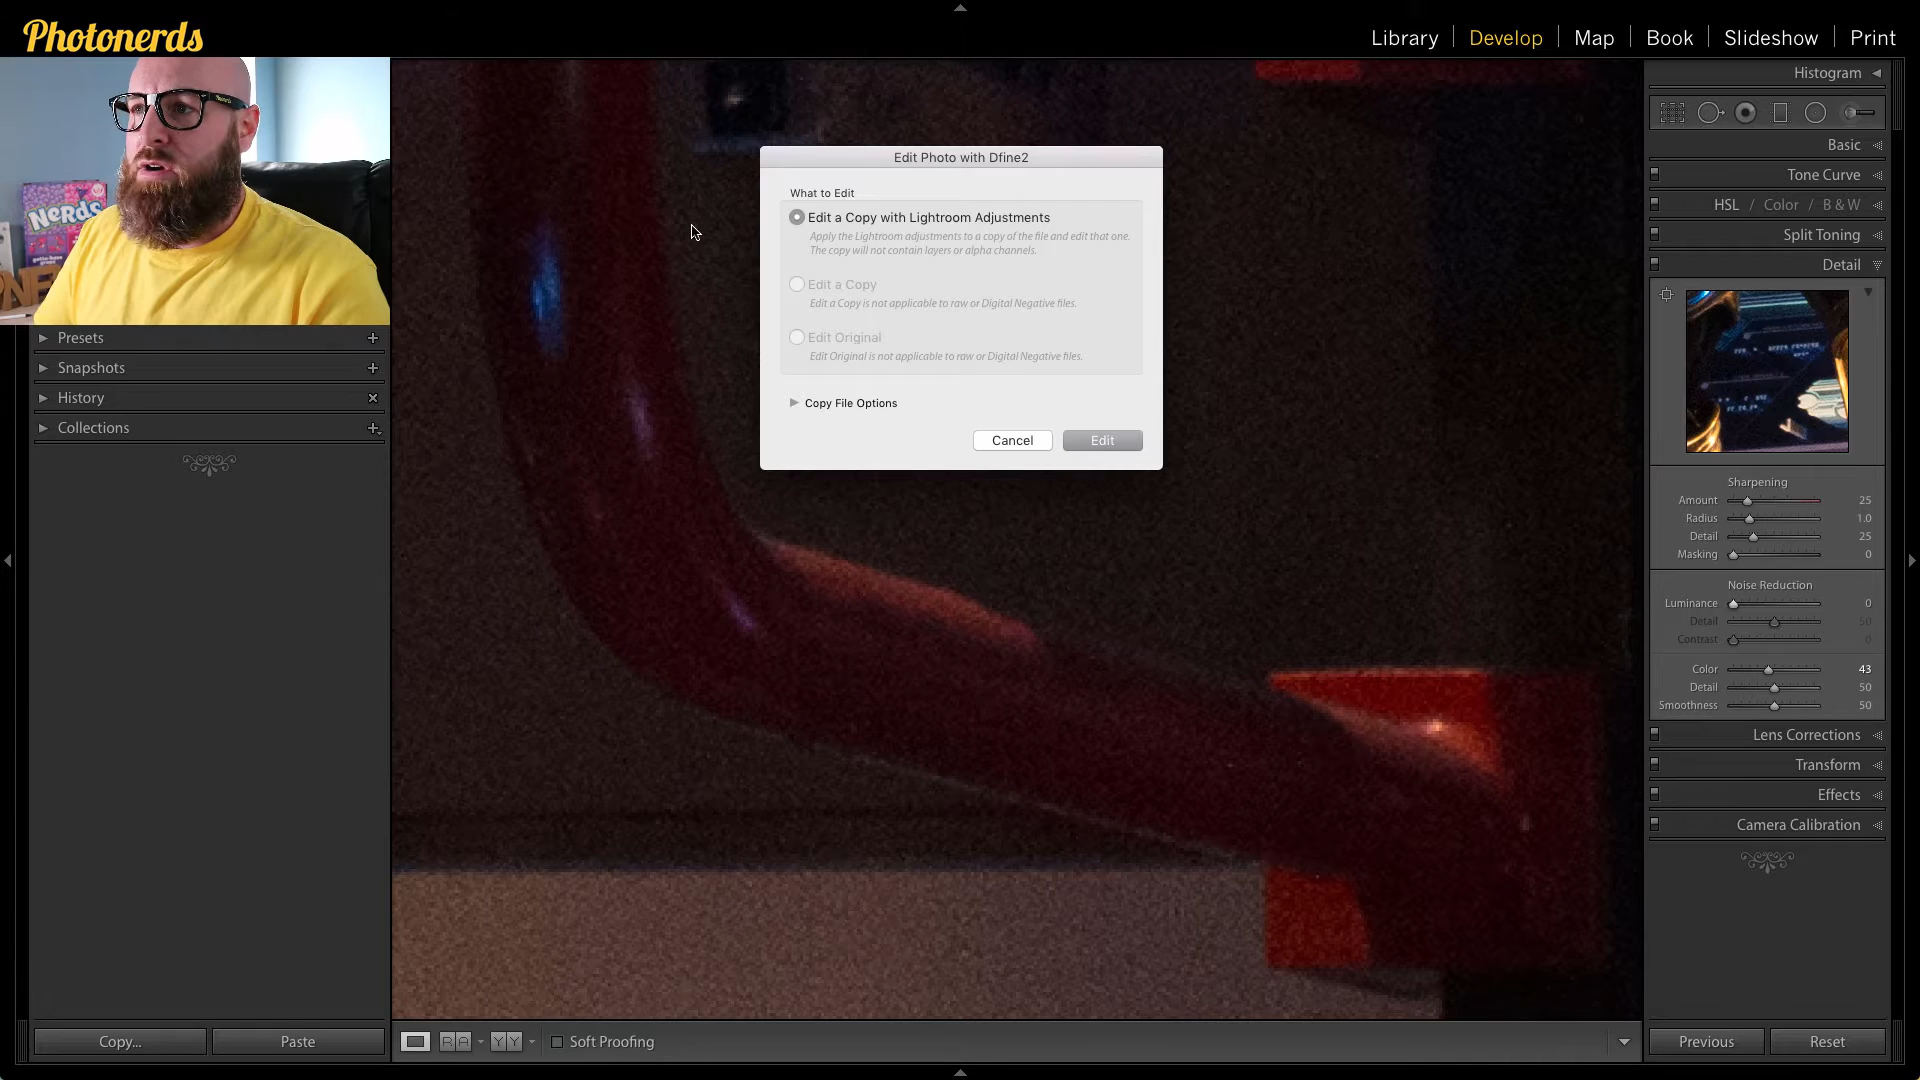 Photonerds
Library
Develop
Map
Book
Slideshow
Print
Histogram
Basic
Tone Curve
HSL / Color / B & W
Split Toning
Detail
Edit Photo with Dfine2
What to Edit
Edit a Copy with Lightroom Adjustments
Apply the Lightroom adjustments to a copy of the file and edit that one.
The copy will not contain layers or alpha channels.
Edit a Copy
Edit a Copy is not applicable to raw or Digital Negative files.
Edit Original
Edit Original is not applicable to raw or Digital Negative files.
Copy File Options
Cancel
Edit
Nerds
Presets
Snapshots
History
Collections
Sharpening
Amount 25
Radius 1.0
Detail 25
Masking 0
Noise Reduction
Luminance 0
Detail 50
Contrast 0
Color 43
Detail 50
Smoothness 50
Lens Corrections
Transform
Effects
Camera Calibration
Copy...
Paste
R A
Y Y
Soft Proofing
Previous
Reset